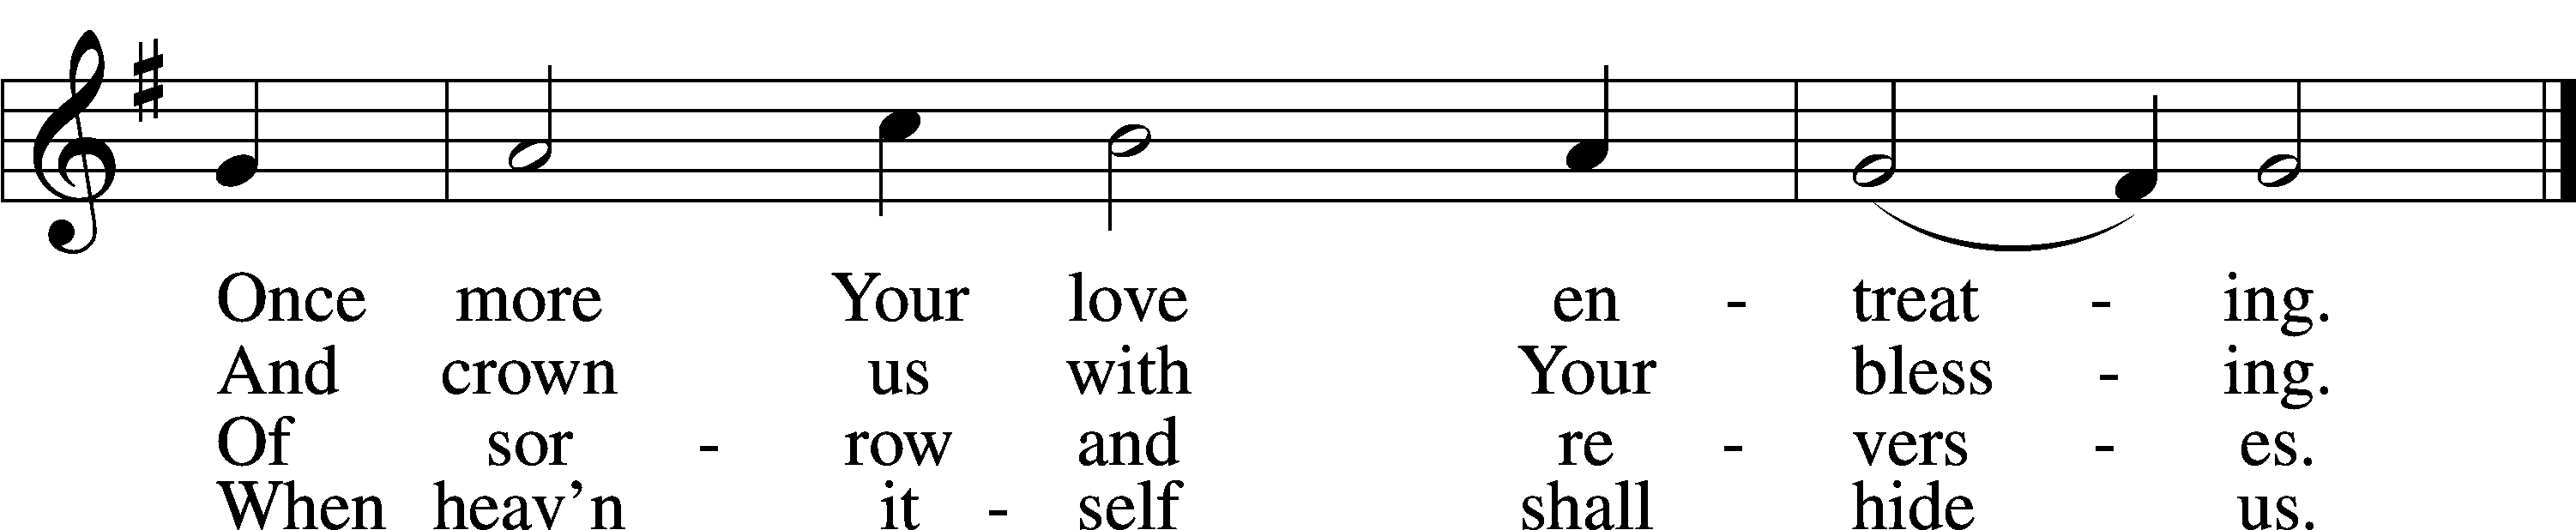 Once more Your love en - treat - ing.
And crown us with Your bless - ing.
Of sor - row and re - vers - es.
When heav’n it - self shall hide us.